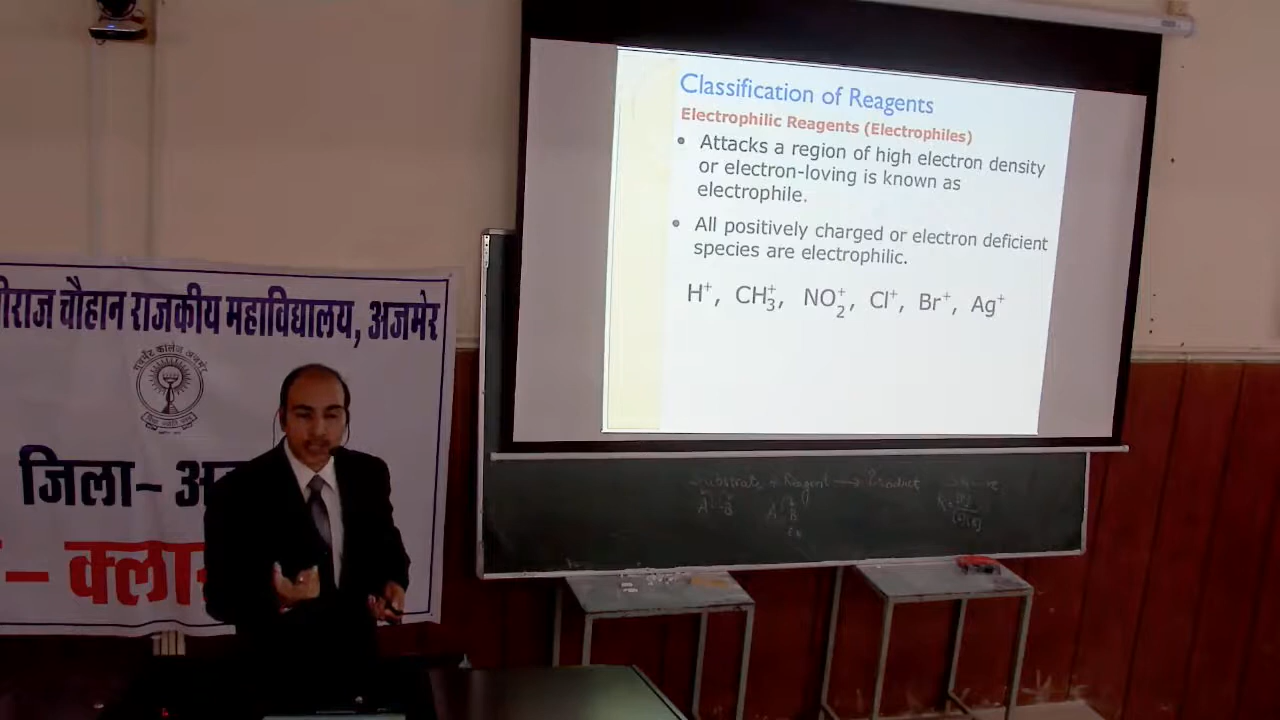 Classification of Reagents
Electrophilic Reagents (Electrophiles)
• Attacks a region of high electron density
or electron-loving is known as
electrophile.
• All positively charged or electron deficient
species are electrophilic.
H⁺, CH₃⁺, NO₂⁺, Cl⁺, Br⁺, Ag⁺
चौहान राजकीय महाविद्यालय, अजमेर
जिला–
– क्लास
Substrate + Reagent → Product